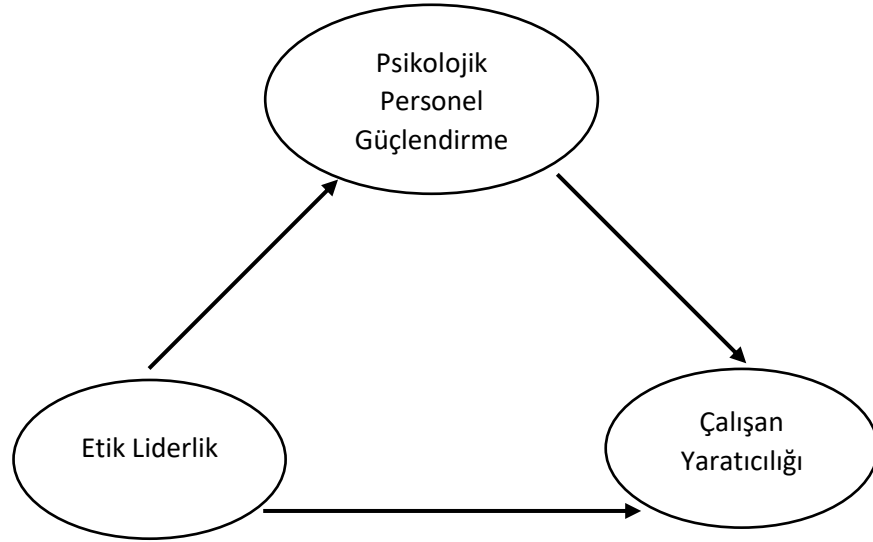 Psikolojik
Personel
Güçlendirme
Etik Liderlik
Çalışan
Yaratıcılığı